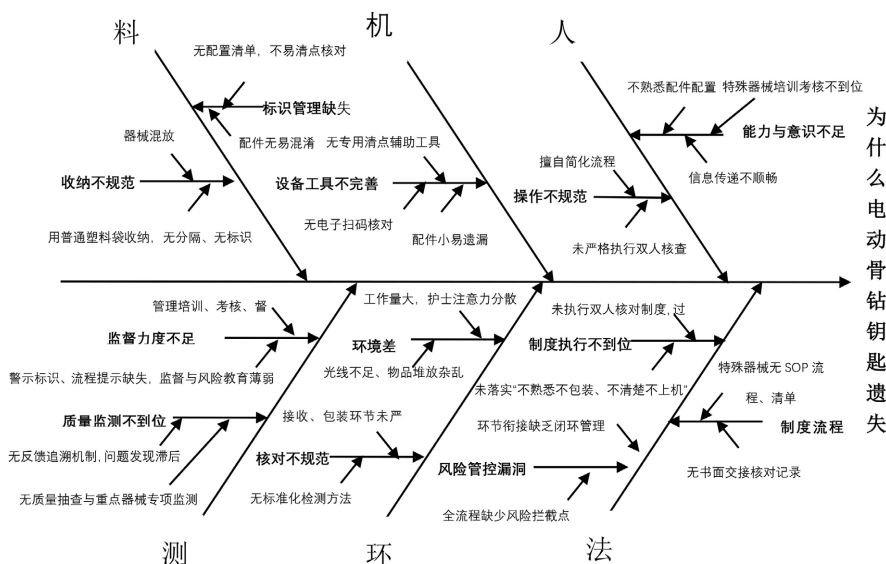 料
机
人
无配置清单，不易清点核对
标识管理缺失
配件无易混淆
器械混放
收纳不规范
用普通塑料袋收纳，无分隔、无标识
无专用清点辅助工具
设备工具不完善
无电子扫码核对
配件小易遗漏
不熟悉配件配置
特殊器械培训考核不到位
能力与意识不足
信息传递不顺畅
擅自简化流程
操作不规范
未严格执行双人核查
为什么电动骨钻钥匙遗失
管理培训、考核、督
监督力度不足
警示标识、流程提示缺失，监督与风险教育薄弱
质量监测不到位
无反馈追溯机制，问题发现滞后
无质量抽查与重点器械专项监测
工作量大，护士注意力分散
环境差
光线不足、物品堆放杂乱
接收、包装环节未严
核对不规范
无标准化检测方法
未执行双人核对制度，过
制度执行不到位
未落实“不熟悉不包装、不清楚不上机”
特殊器械无 SOP 流
程、清单
制度流程
无书面交接核对记录
环节衔接缺乏闭环管理
风险管控漏洞
全流程缺少风险拦截点
测
环
法